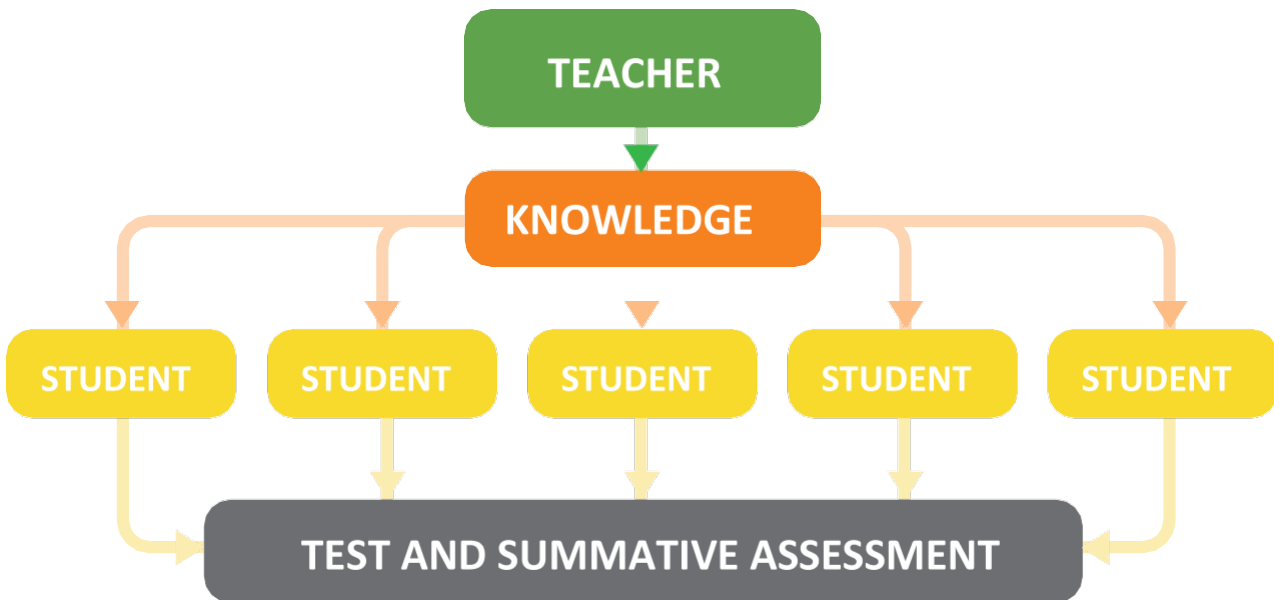 TEACHER
KNOWLEDGE
STUDENT
STUDENT
STUDENT
STUDENT
STUDENT
TEST AND SUMMATIVE ASSESSMENT